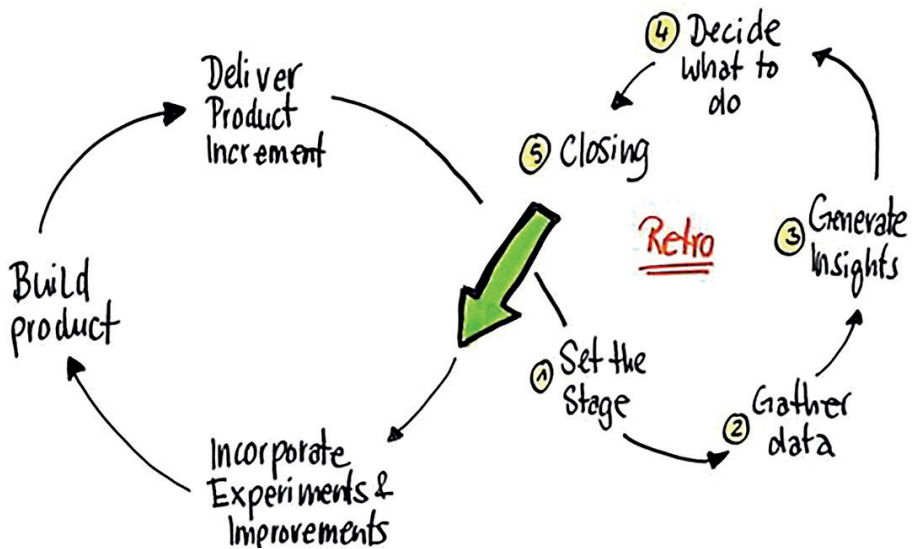 Deliver
Product
Increment
Build
product
Incorporate
Experiments &
Improvements
Retro
1 Set the
Stage
2 Gather
data
3 Generate
Insights
4 Decide
What to
do
5 Closing